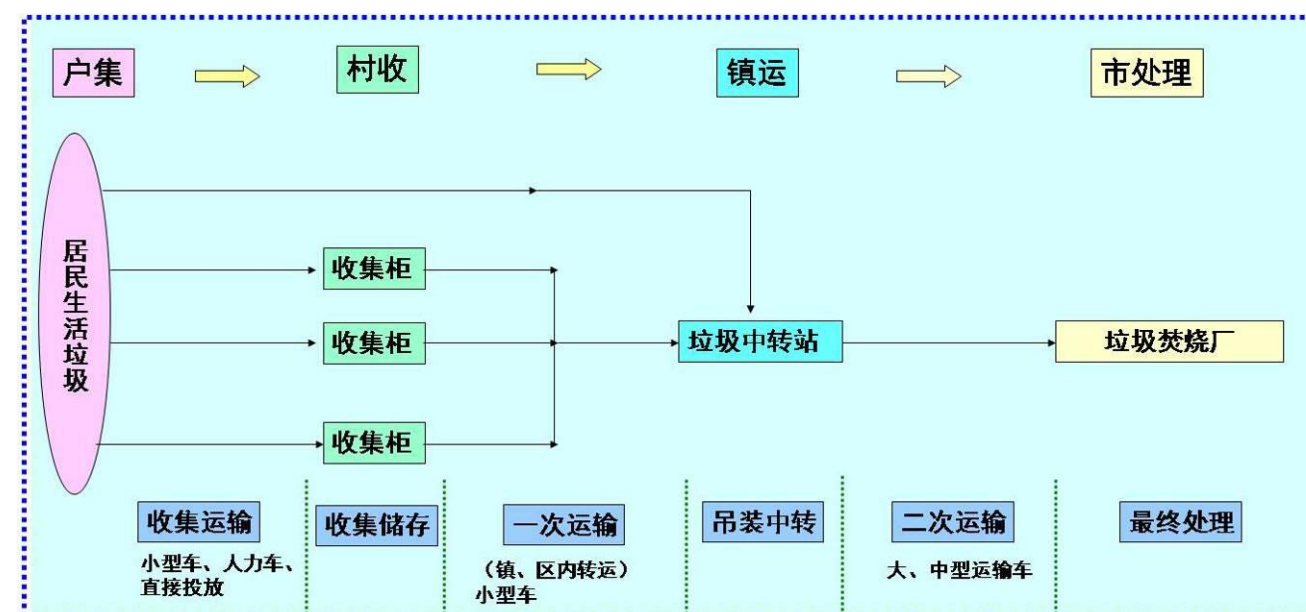 户集
村收
镇运
市处理
居民生活垃圾
收集柜
收集柜
垃圾中转站
垃圾焚烧厂
收集柜
收集运输
收集储存
一次运输
吊装中转
二次运输
最终处理
小型车、人力车、
直接投放
（镇、区内转运）
小型车
大、中型运输车